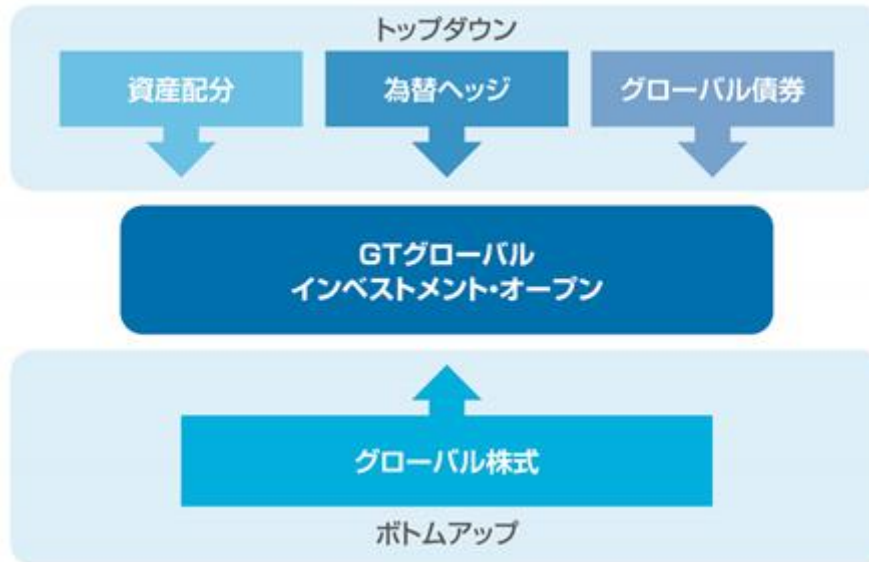 トップダウン
資産配分
為替ヘッジ
グローバル債券
GTグローバル
インベストメント・オープン
グローバル株式
ボトムアップ